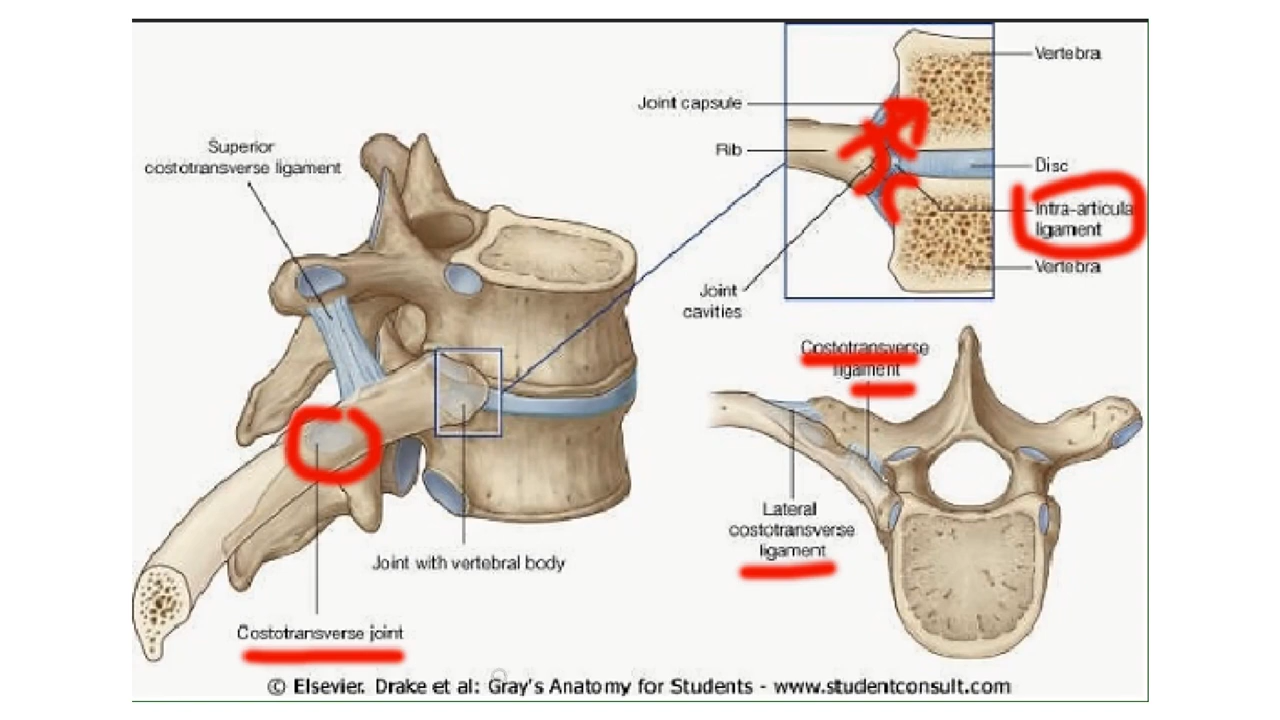 Superior
costotransverse ligament
Joint capsule
Rib
Joint
cavities
Vertebra
Disc
Intra-articula
ligament
Vertebra
Costotransverse
ligament
Lateral
costotransverse
ligament
Joint with vertebral body
Costotransverse joint
© Elsevier. Drake et al: Gray's Anatomy for Students - www.studentconsult.com